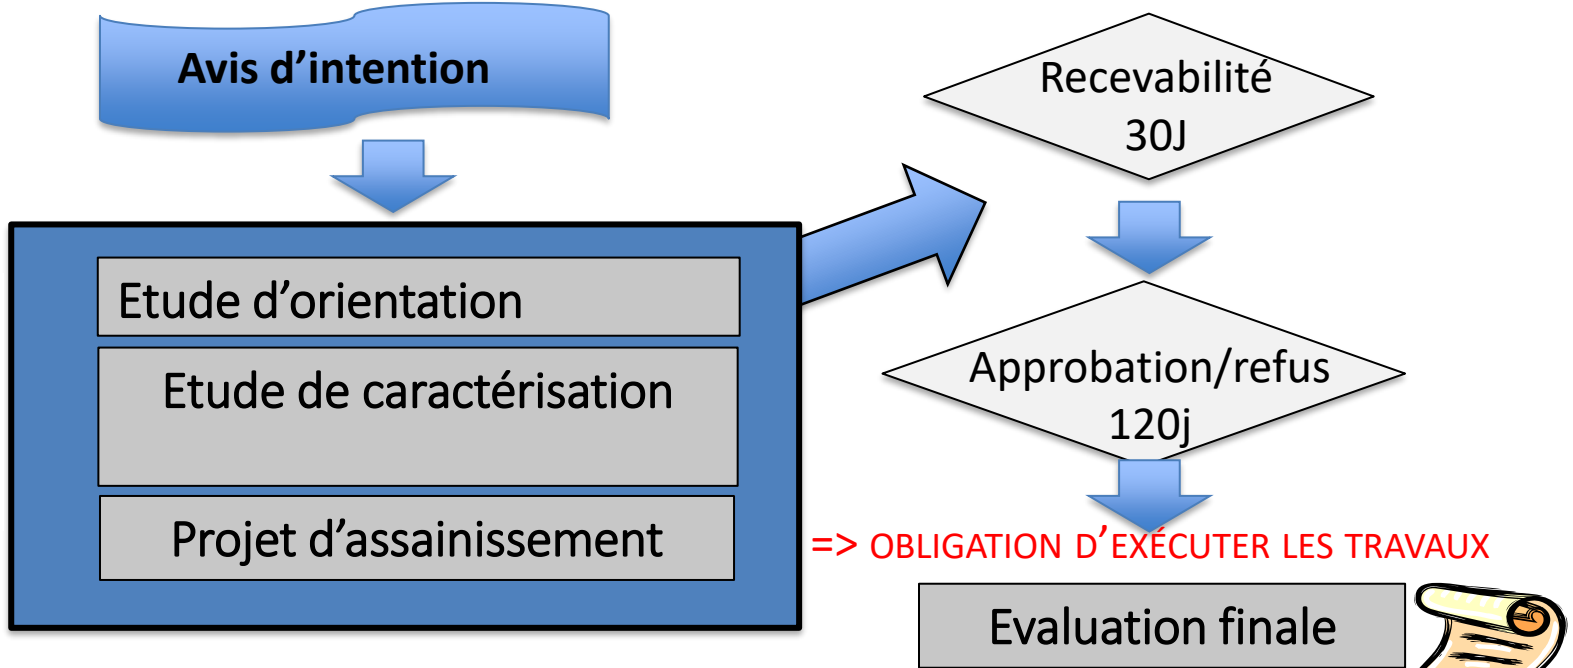 Avis d’intention
Etude d’orientation
Etude de caractérisation
Projet d’assainissement
Recevabilité
30J
Approbation/refus
120j
=> OBLIGATION D’EXÉCUTER LES TRAVAUX
Evaluation finale